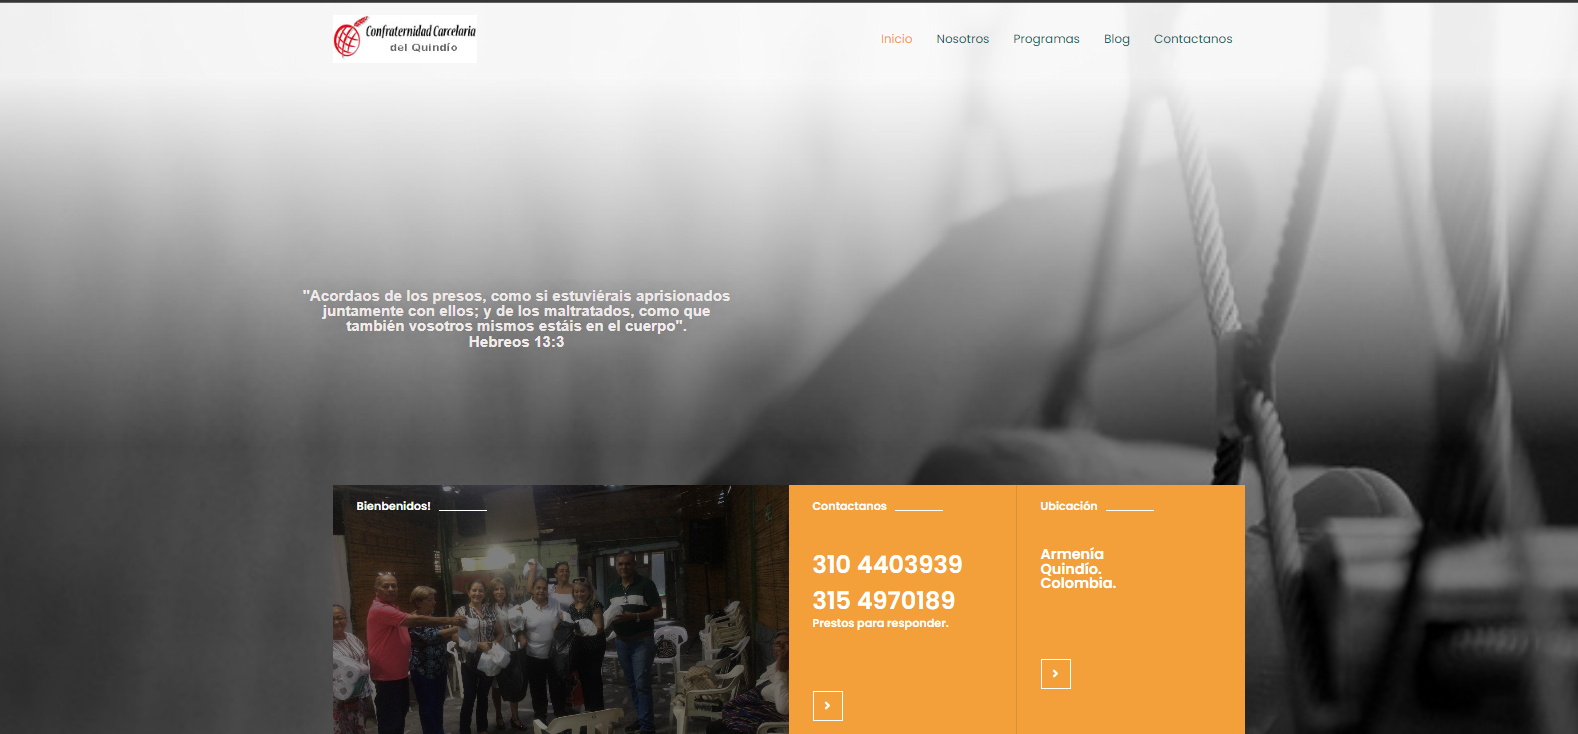 Confraternidad Carcelaria
del Quindío
Inicio Nosotros Programas Blog Contactanos
"Acordaos de los presos, como si estuviérais aprisionados
juntamente con ellos; y de los maltratados, como que
también vosotros mismos estáis en el cuerpo".
Hebreos 13:3
Bienbenidos!
Contactanos
310 4403939
315 4970189
Prestos para responder.
Ubicación
Armenía
Quindío.
Colombia.